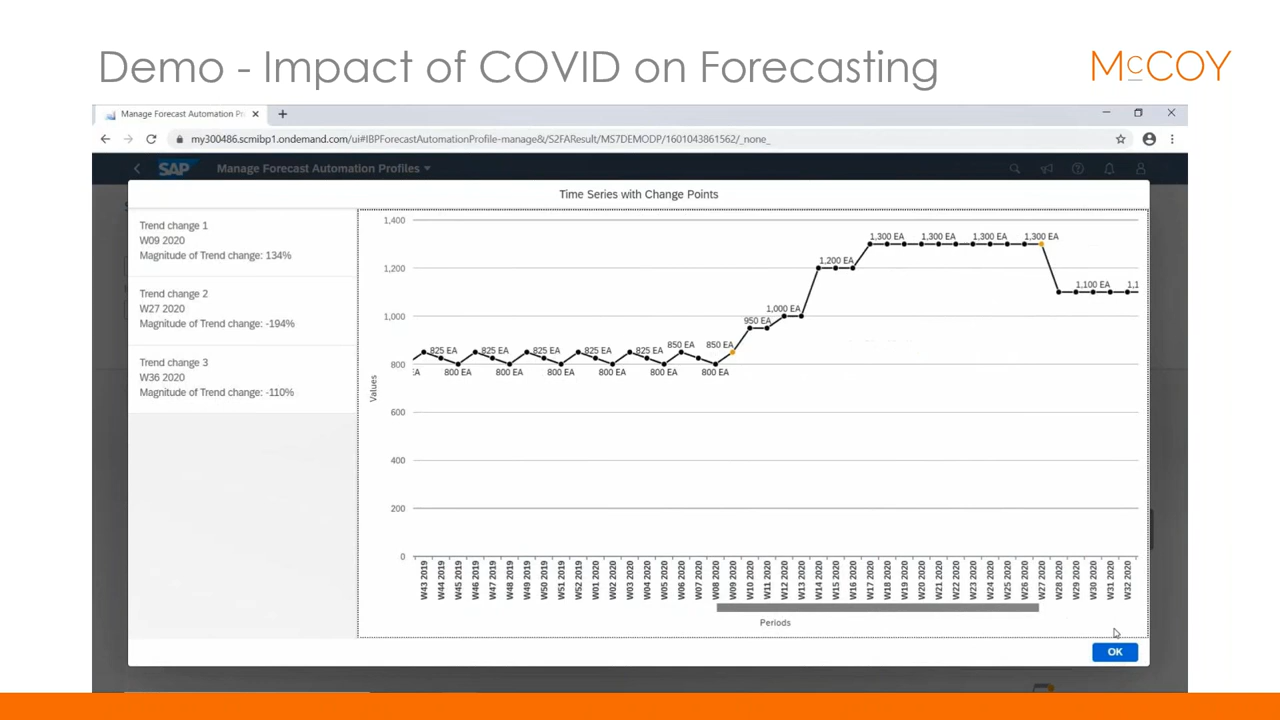 Demo - Impact of COVID on Forecasting
McCOY
Manage Forecast Automation Pr
my300486.scmibp1.ondemand.com/ui#IBPForecastAutomationProfile-manage&/S2FAResult/MS7DEMODP/1601043861562/_none_
SAP
Manage Forecast Automation Profiles
Time Series with Change Points
Trend change 1
W09 2020
Magnitude of Trend change: 134%
Trend change 2
W27 2020
Magnitude of Trend change: -194%
Trend change 3
W36 2020
Magnitude of Trend change: -110%
Values
1,400
1,200
1,000
800
600
400
200
0
825 EA 825 EA 825 EA 825 EA 825 EA 850 EA 850 EA 950 EA 1,000 EA 1,200 EA 1,300 EA 1,300 EA 1,300 EA 1,300 EA 1,100 EA 1,1
EA 800 EA 800 EA 800 EA 800 EA 800 EA 800 EA
W43 2019
W44 2019
W45 2019
W46 2019
W47 2019
W48 2019
W49 2019
W50 2019
W51 2019
W52 2019
W01 2020
W02 2020
W03 2020
W04 2020
W05 2020
W06 2020
W07 2020
W08 2020
W09 2020
W10 2020
W11 2020
W12 2020
W13 2020
W14 2020
W15 2020
W16 2020
W17 2020
W18 2020
W19 2020
W20 2020
W21 2020
W22 2020
W23 2020
W24 2020
W25 2020
W26 2020
W27 2020
W28 2020
W29 2020
W30 2020
W31 2020
W32 2020
Periods
OK